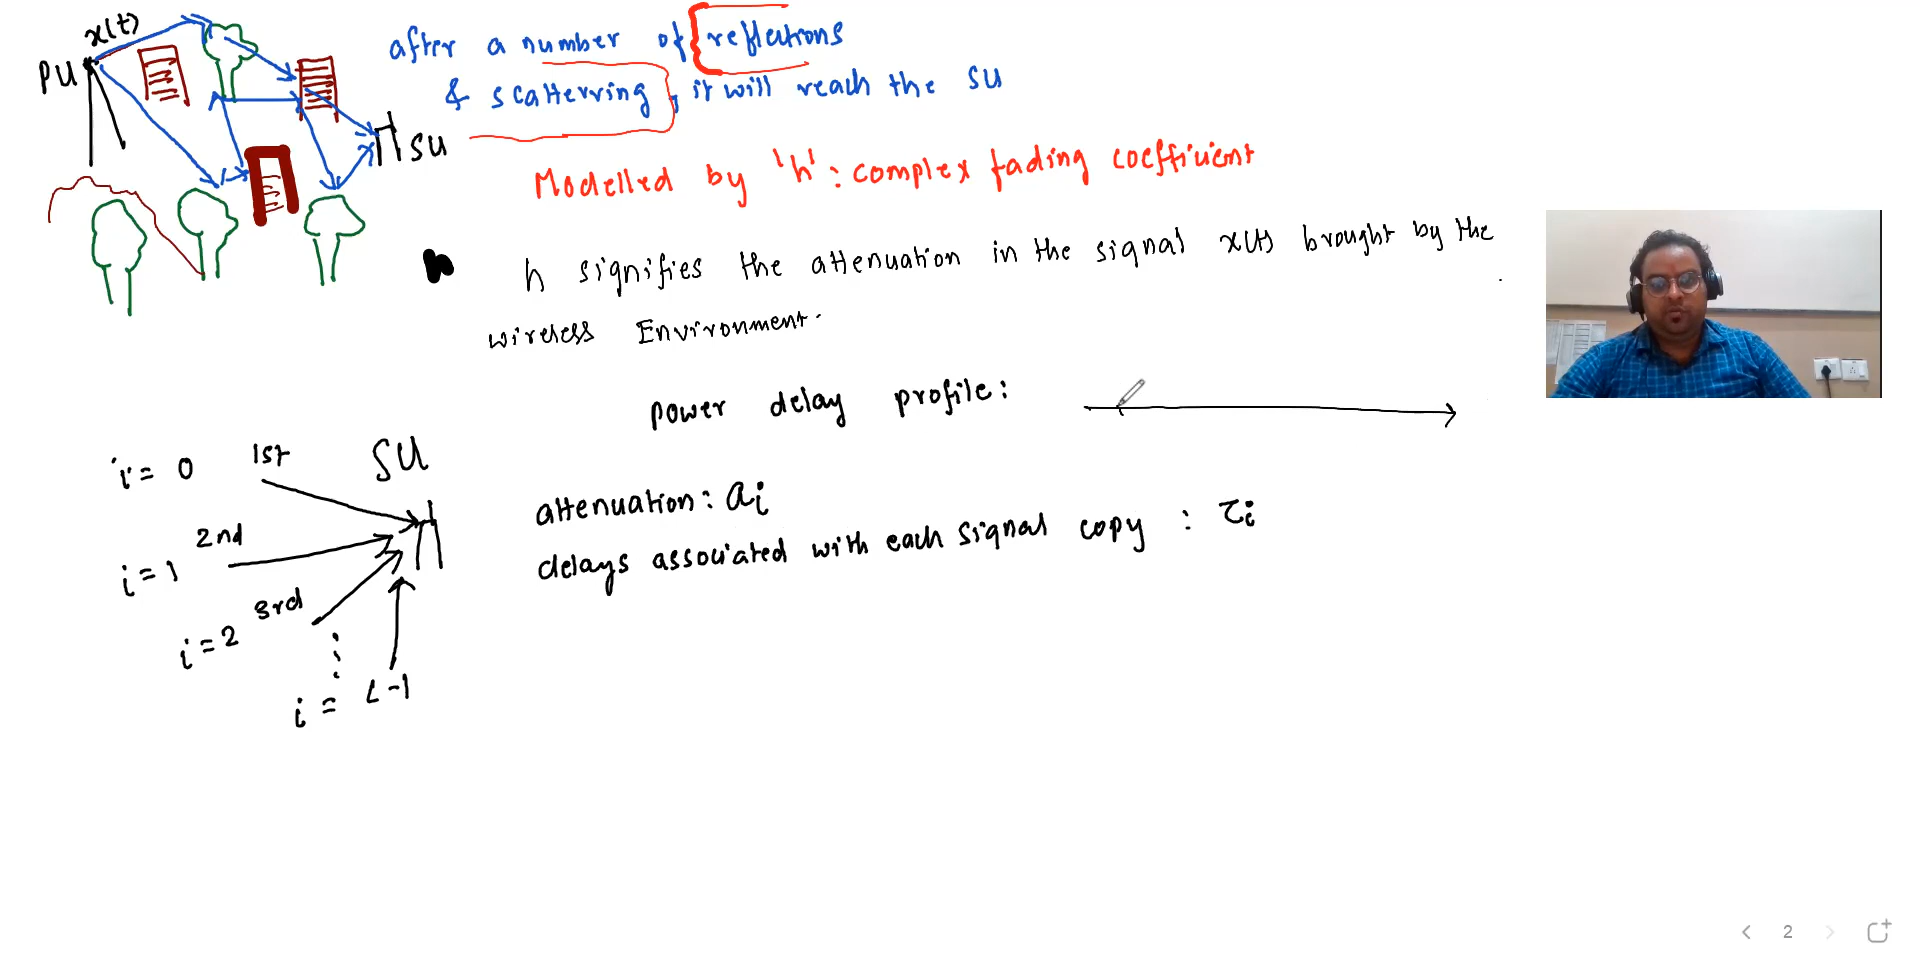 x(t)
PU
SU
after a number of reflections
& scatterring, it will reach the SU
Modelled by 'h': complex fading coefficient
h signifies the attenuation in the signal x(t) brought by the
wireless Environment.
power delay profile:
i = 0 1st
SU
2nd
i = 1
3rd
i = 2
i = L-1
attenuation: ai
delays associated with each signal copy : τi
2